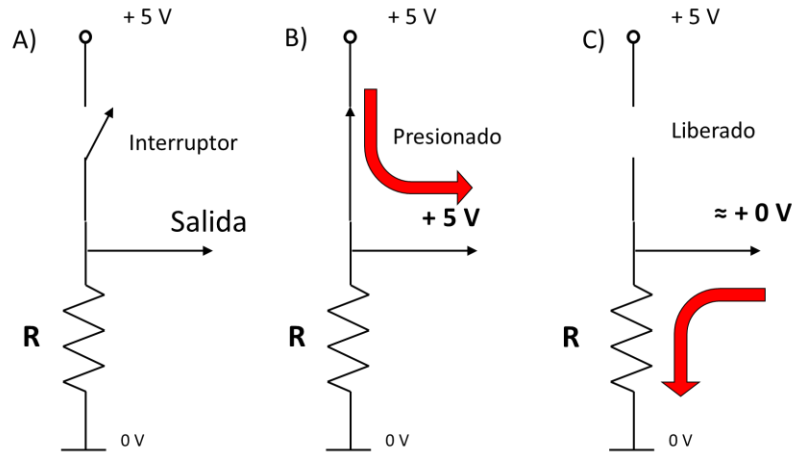 A)
+ 5 V
Interruptor
Salida
R
0 V
B)
+ 5 V
Presionado
+ 5 V
R
0 V
C)
+ 5 V
Liberado
≈ + 0 V
R
0 V